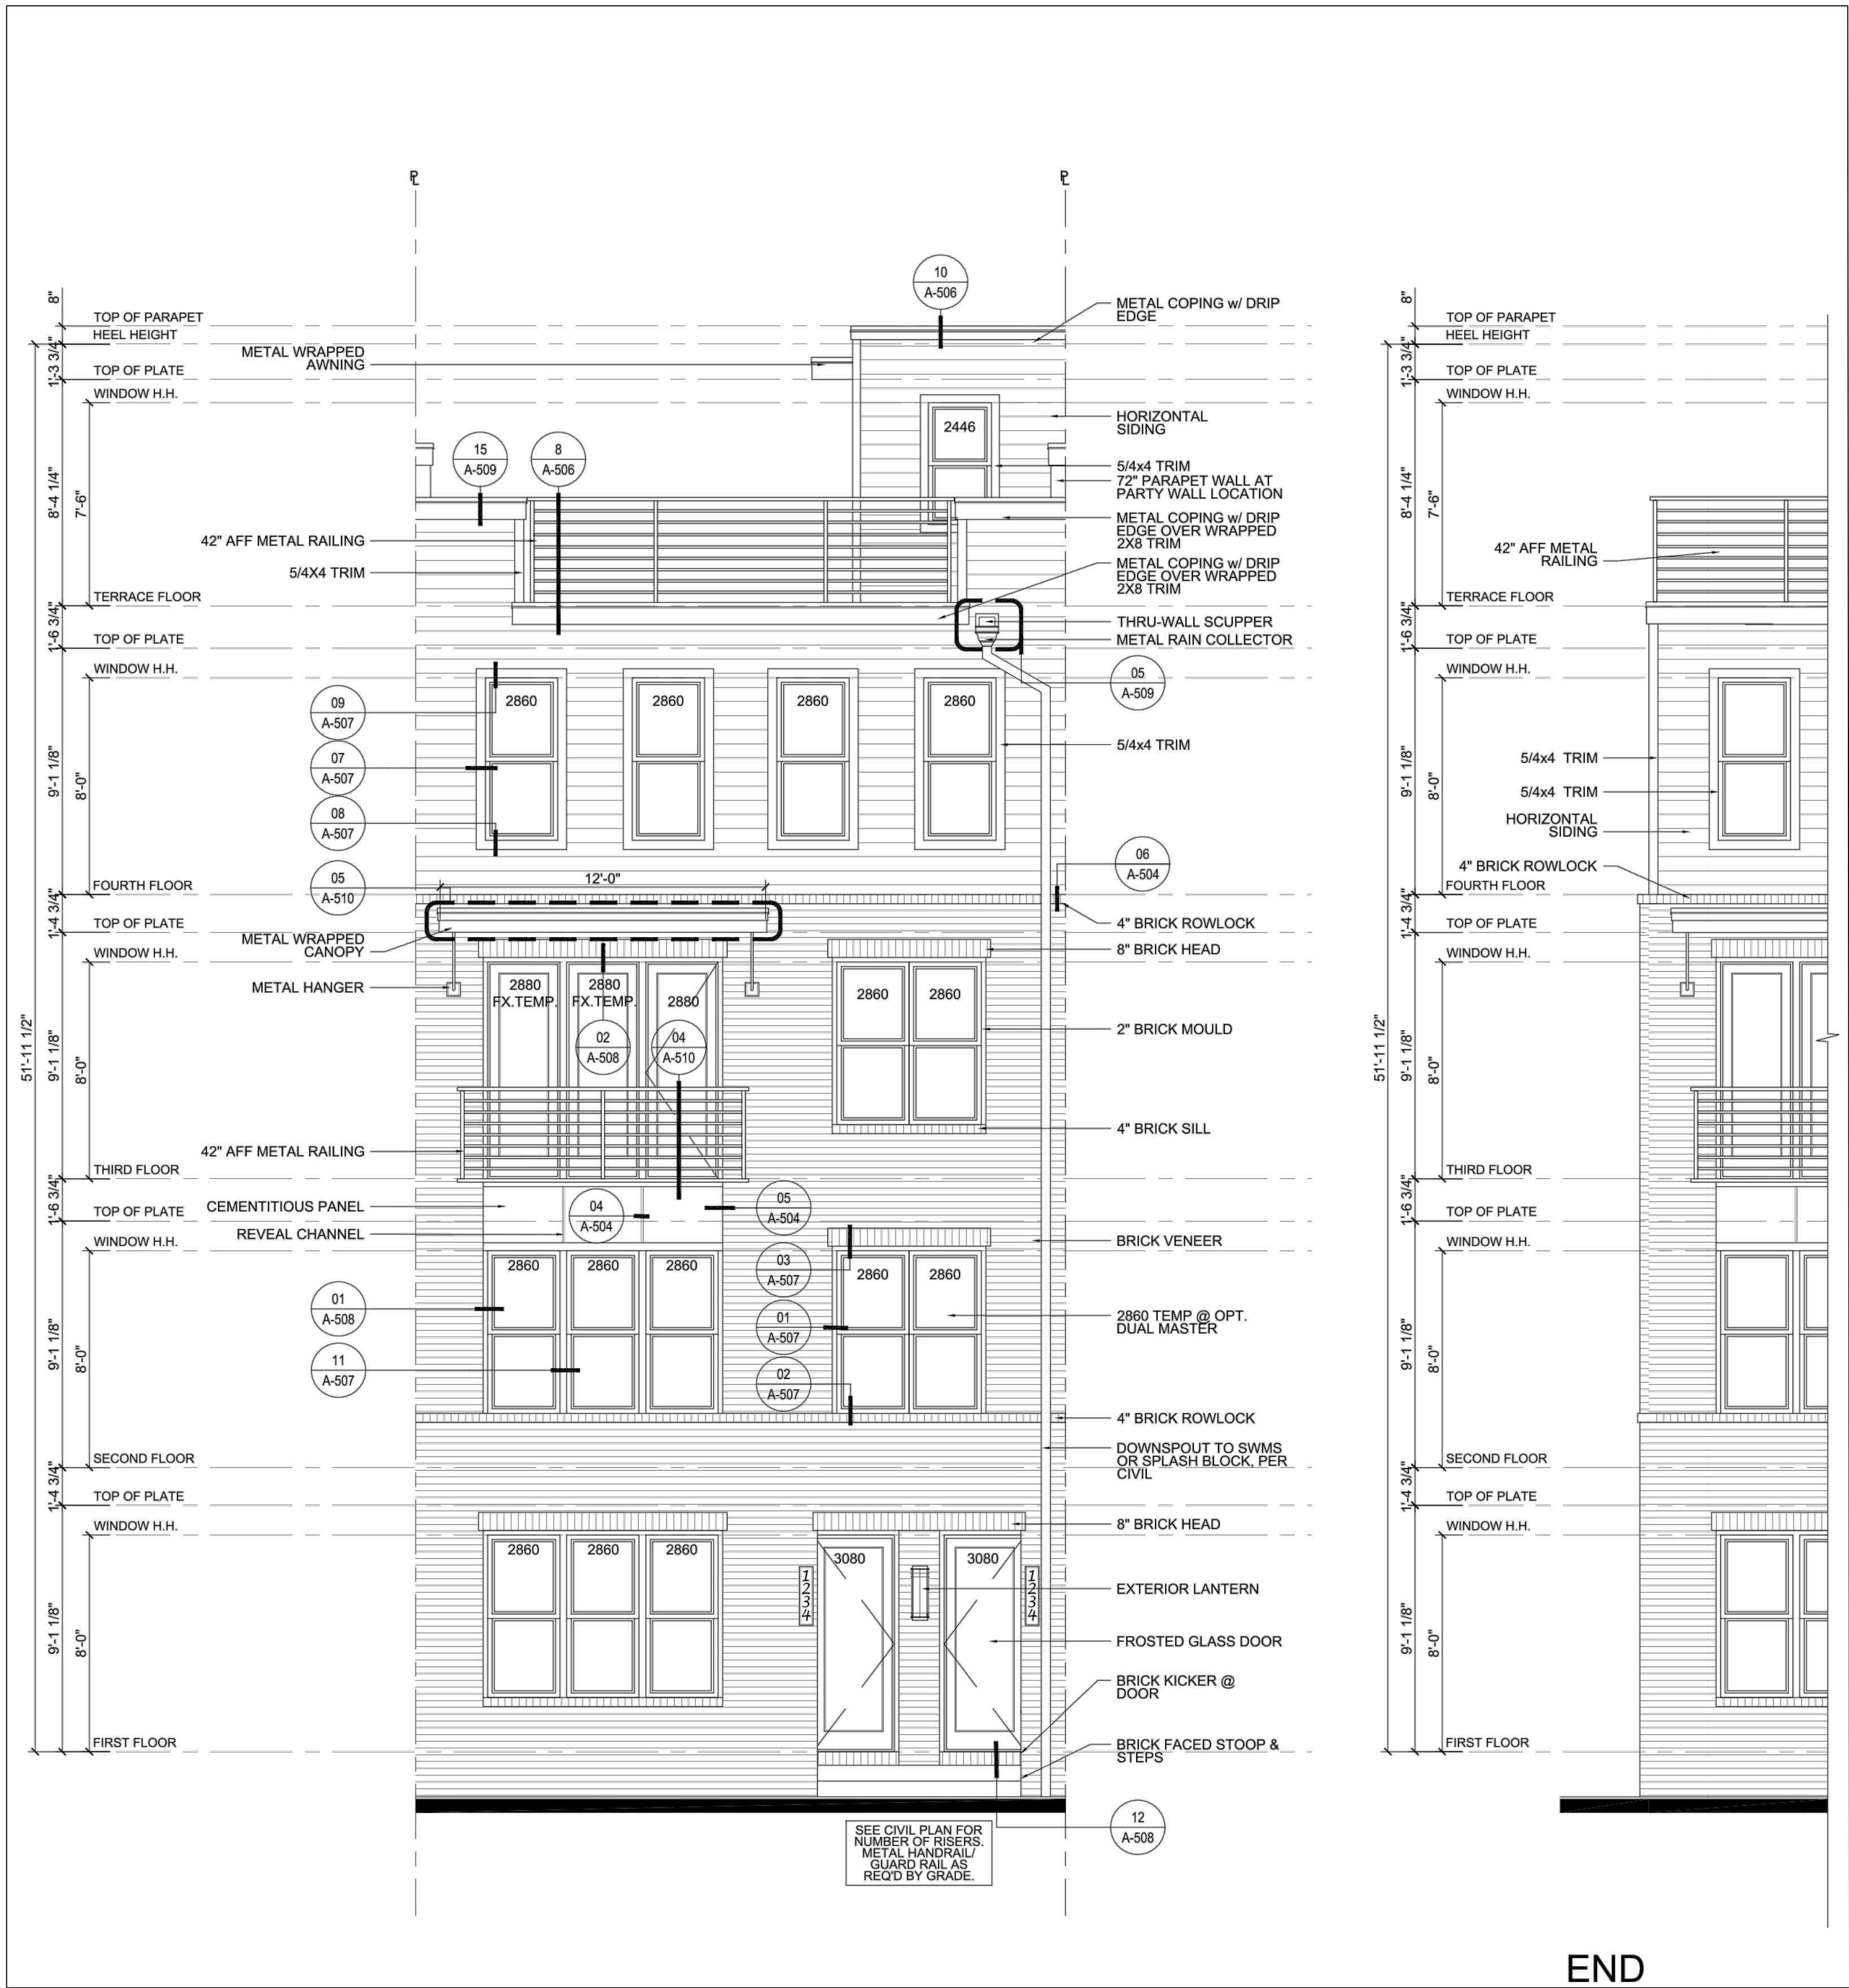 PL
PL
10
A-506
METAL COPING w/ DRIP
EDGE
8"
TOP OF PARAPET
HEEL HEIGHT
1'-3 3/4"
METAL WRAPPED
AWNING
TOP OF PLATE
WINDOW H.H.
2446
HORIZONTAL
SIDING
15
A-509
8
A-506
5/4x4 TRIM
72" PARAPET WALL AT
PARTY WALL LOCATION
8'-4 1/4"
7'-6"
METAL COPING w/ DRIP
EDGE OVER WRAPPED
2X8 TRIM
42" AFF METAL RAILING
5/4X4 TRIM
METAL COPING w/ DRIP
EDGE OVER WRAPPED
2X8 TRIM
TERRACE FLOOR
1'-6 3/4"
THRU-WALL SCUPPER
METAL RAIN COLLECTOR
TOP OF PLATE
WINDOW H.H.
05
A-509
2860
2860
2860
2860
09
A-507
5/4x4 TRIM
07
A-507
9'-1 1/8"
8'-0"
08
A-507
06
A-504
05
A-510
12'-0"
FOURTH FLOOR
1'-4 3/4"
4" BRICK ROWLOCK
TOP OF PLATE
METAL WRAPPED
CANOPY
8" BRICK HEAD
WINDOW H.H.
METAL HANGER
2880
FX.TEMP.
2880
FX.TEMP.
2880
2860
2860
2" BRICK MOULD
02
A-508
04
A-510
51'-11 1/2"
9'-1 1/8"
8'-0"
4" BRICK SILL
42" AFF METAL RAILING
THIRD FLOOR
1'-6 3/4"
CEMENTITIOUS PANEL
04
A-504
05
A-504
TOP OF PLATE
REVEAL CHANNEL
BRICK VENEER
WINDOW H.H.
2860
2860
2860
03
A-507
2860
2860
01
A-508
01
A-507
2860 TEMP @ OPT.
DUAL MASTER
9'-1 1/8"
8'-0"
11
A-507
02
A-507
4" BRICK ROWLOCK
DOWNSPOUT TO SWMS
OR SPLASH BLOCK, PER
CIVIL
SECOND FLOOR
1'-4 3/4"
TOP OF PLATE
8" BRICK HEAD
WINDOW H.H.
2860
2860
2860
3080
3080
1234
1234
EXTERIOR LANTERN
9'-1 1/8"
8'-0"
FROSTED GLASS DOOR
BRICK KICKER @
DOOR
FIRST FLOOR
BRICK FACED STOOP &
STEPS
12
A-508
SEE CIVIL PLAN FOR
NUMBER OF RISERS.
METAL HANDRAIL/
GUARD RAIL AS
REQ'D BY GRADE.
8"
TOP OF PARAPET
HEEL HEIGHT
1'-3 3/4"
TOP OF PLATE
WINDOW H.H.
8'-4 1/4"
7'-6"
42" AFF METAL
RAILING
TERRACE FLOOR
1'-6 3/4"
TOP OF PLATE
WINDOW H.H.
9'-1 1/8"
8'-0"
5/4x4 TRIM
5/4x4 TRIM
HORIZONTAL
SIDING
4" BRICK ROWLOCK
FOURTH FLOOR
1'-4 3/4"
TOP OF PLATE
WINDOW H.H.
51'-11 1/2"
9'-1 1/8"
8'-0"
THIRD FLOOR
1'-6 3/4"
TOP OF PLATE
WINDOW H.H.
9'-1 1/8"
8'-0"
SECOND FLOOR
1'-4 3/4"
TOP OF PLATE
WINDOW H.H.
9'-1 1/8"
8'-0"
FIRST FLOOR
END